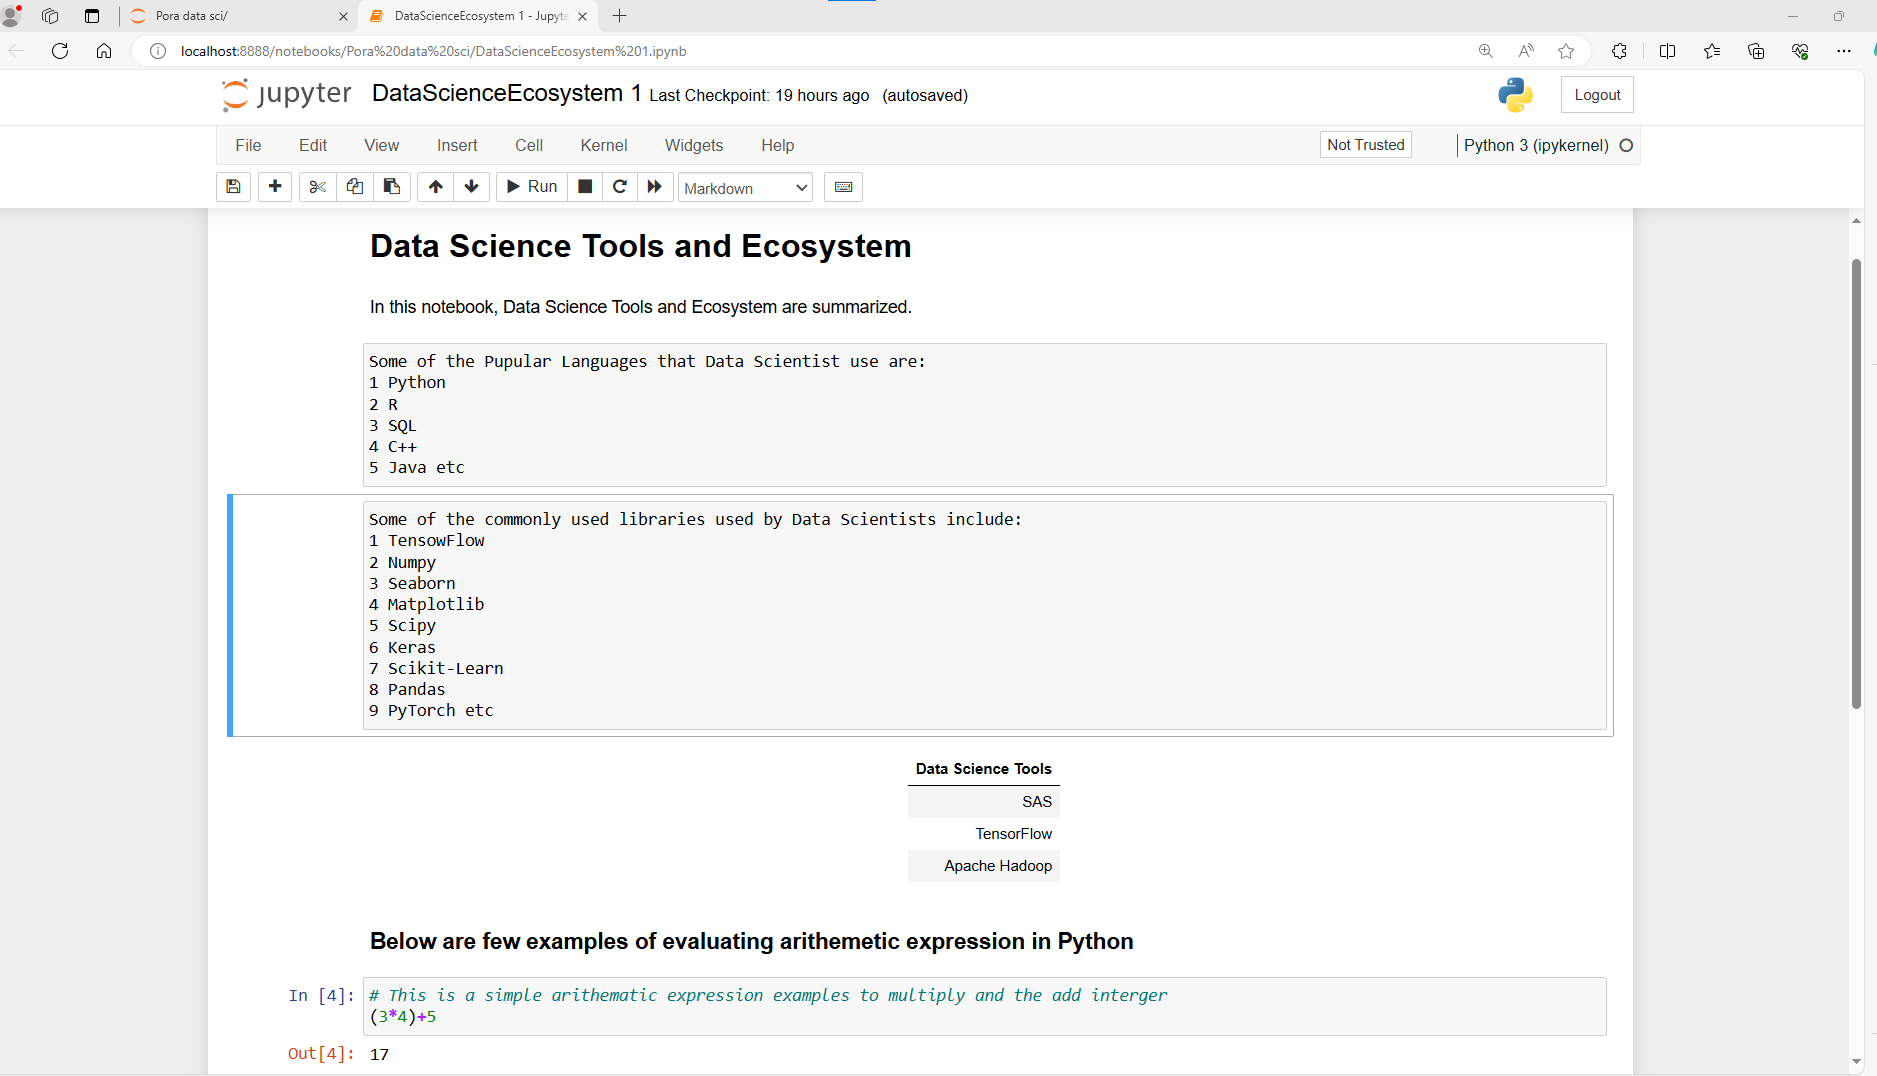 Pora data sci/
DataScienceEcosystem 1 - Jupyte
localhost:8888/notebooks/Pora%20data%20sci/DataScienceEcosystem%201.ipynb
jupyter DataScienceEcosystem 1 Last Checkpoint: 19 hours ago (autosaved)
Logout
File Edit View Insert Cell Kernel Widgets Help
Not Trusted
Python 3 (ipykernel)
Run
Markdown
Data Science Tools and Ecosystem
In this notebook, Data Science Tools and Ecosystem are summarized.
Some of the Pupular Languages that Data Scientist use are:
1 Python
2 R
3 SQL
4 C++
5 Java etc
Some of the commonly used libraries used by Data Scientists include:
1 TensowFlow
2 Numpy
3 Seaborn
4 Matplotlib
5 Scipy
6 Keras
7 Scikit-Learn
8 Pandas
9 PyTorch etc
Data Science Tools
SAS
TensorFlow
Apache Hadoop
Below are few examples of evaluating arithemetic expression in Python
In [4]: # This is a simple arithematic expression examples to multiply and the add interger
(3*4)+5
Out[4]: 17